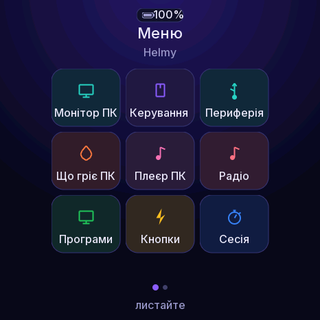 100%
Меню
Helmy
Монітор ПК
Керування
Периферія
Що гріє ПК
Плеєр ПК
Радіо
Програми
Кнопки
Сесія
листайте